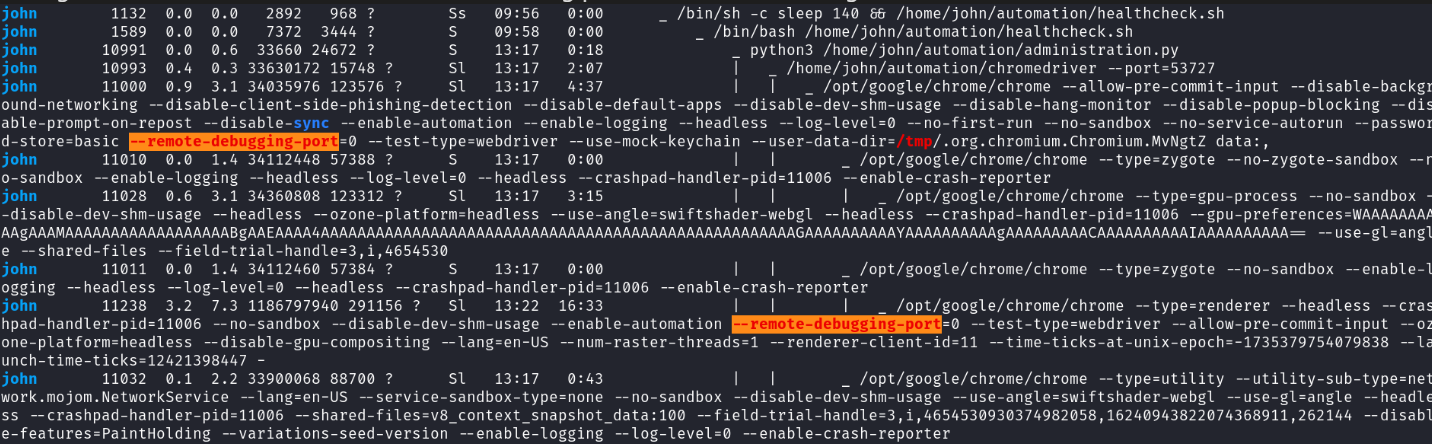 john 1132 0.0 0.0 2892 968 ? Ss 09:56 0:00 _ /bin/sh -c sleep 140 && /home/john/automation/healthcheck.sh
john 1589 0.0 0.0 7372 3444 ? S 09:58 0:00 _ /bin/bash /home/john/automation/healthcheck.sh
john 10991 0.0 0.6 33660 24672 ? S 13:17 0:18 _ python3 /home/john/automation/administration.py
john 10993 0.4 0.3 33630172 15748 ? Sl 13:17 2:07 | _ /home/john/automation/chromedriver --port=53727
john 11000 0.9 3.1 34035976 123576 ? Sl 13:17 4:37 | | _ /opt/google/chrome/chrome --allow-pre-commit-input --disable-backgr
ound-networking --disable-client-side-phishing-detection --disable-default-apps --disable-dev-shm-usage --disable-hang-monitor --disable-popup-blocking --dis
able-prompt-on-repost --disable-sync --enable-automation --enable-logging --headless --log-level=0 --no-first-run --no-sandbox --no-service-autorun --passwor
d-store=basic --remote-debugging-port=0 --test-type=webdriver --use-mock-keychain --user-data-dir=/tmp/.org.chromium.Chromium.MvNgtZ data:,
john 11010 0.0 1.4 34112448 57388 ? S 13:17 0:00 | | _ /opt/google/chrome/chrome --type=zygote --no-zygote-sandbox --n
o-sandbox --enable-logging --headless --log-level=0 --headless --crashpad-handler-pid=11006 --enable-crash-reporter
john 11028 0.6 3.1 34360808 123312 ? Sl 13:17 3:15 | | | _ /opt/google/chrome/chrome --type=gpu-process --no-sandbox -
-disable-dev-shm-usage --headless --ozone-platform=headless --use-angle=swiftshader-webgl --headless --crashpad-handler-pid=11006 --gpu-preferences=WAAAAAAAA
--use-gl=angl
e --shared-files --field-trial-handle=3,i,4654530
john 11011 0.0 1.4 34112460 57384 ? S 13:17 0:00 | | _ /opt/google/chrome/chrome --type=zygote --no-sandbox --enable-l
ogging --headless --log-level=0 --headless --crashpad-handler-pid=11006 --enable-crash-reporter
john 11238 3.2 7.3 1186797940 291156 ? Sl 13:22 16:33 | | | _ /opt/google/chrome/chrome --type=renderer --headless --cras
hpad-handler-pid=11006 --no-sandbox --disable-dev-shm-usage --enable-automation --remote-debugging-port=0 --test-type=webdriver --allow-pre-commit-input --oz
one-platform=headless --disable-gpu-compositing --lang=en-US --num-raster-threads=1 --renderer-client-id=11 --time-ticks-at-unix-epoch=-1735379754079838 --la
unch-time-ticks=12421398447 -
john 11032 0.1 2.2 33900068 88700 ? Sl 13:17 0:43 | | _ /opt/google/chrome/chrome --type=utility --utility-sub-type=net
work.mojom.NetworkService --lang=en-US --service-sandbox-type=none --no-sandbox --disable-dev-shm-usage --use-angle=swiftshader-webgl --use-gl=angle --headle
ss --crashpad-handler-pid=11006 --shared-files=v8_context_snapshot_data:100 --field-trial-handle=3,i,4654530930374982058,16240943822074368911,262144 --disabl
e-features=PaintHolding --variations-seed-version --enable-logging --log-level=0 --enable-crash-reporter